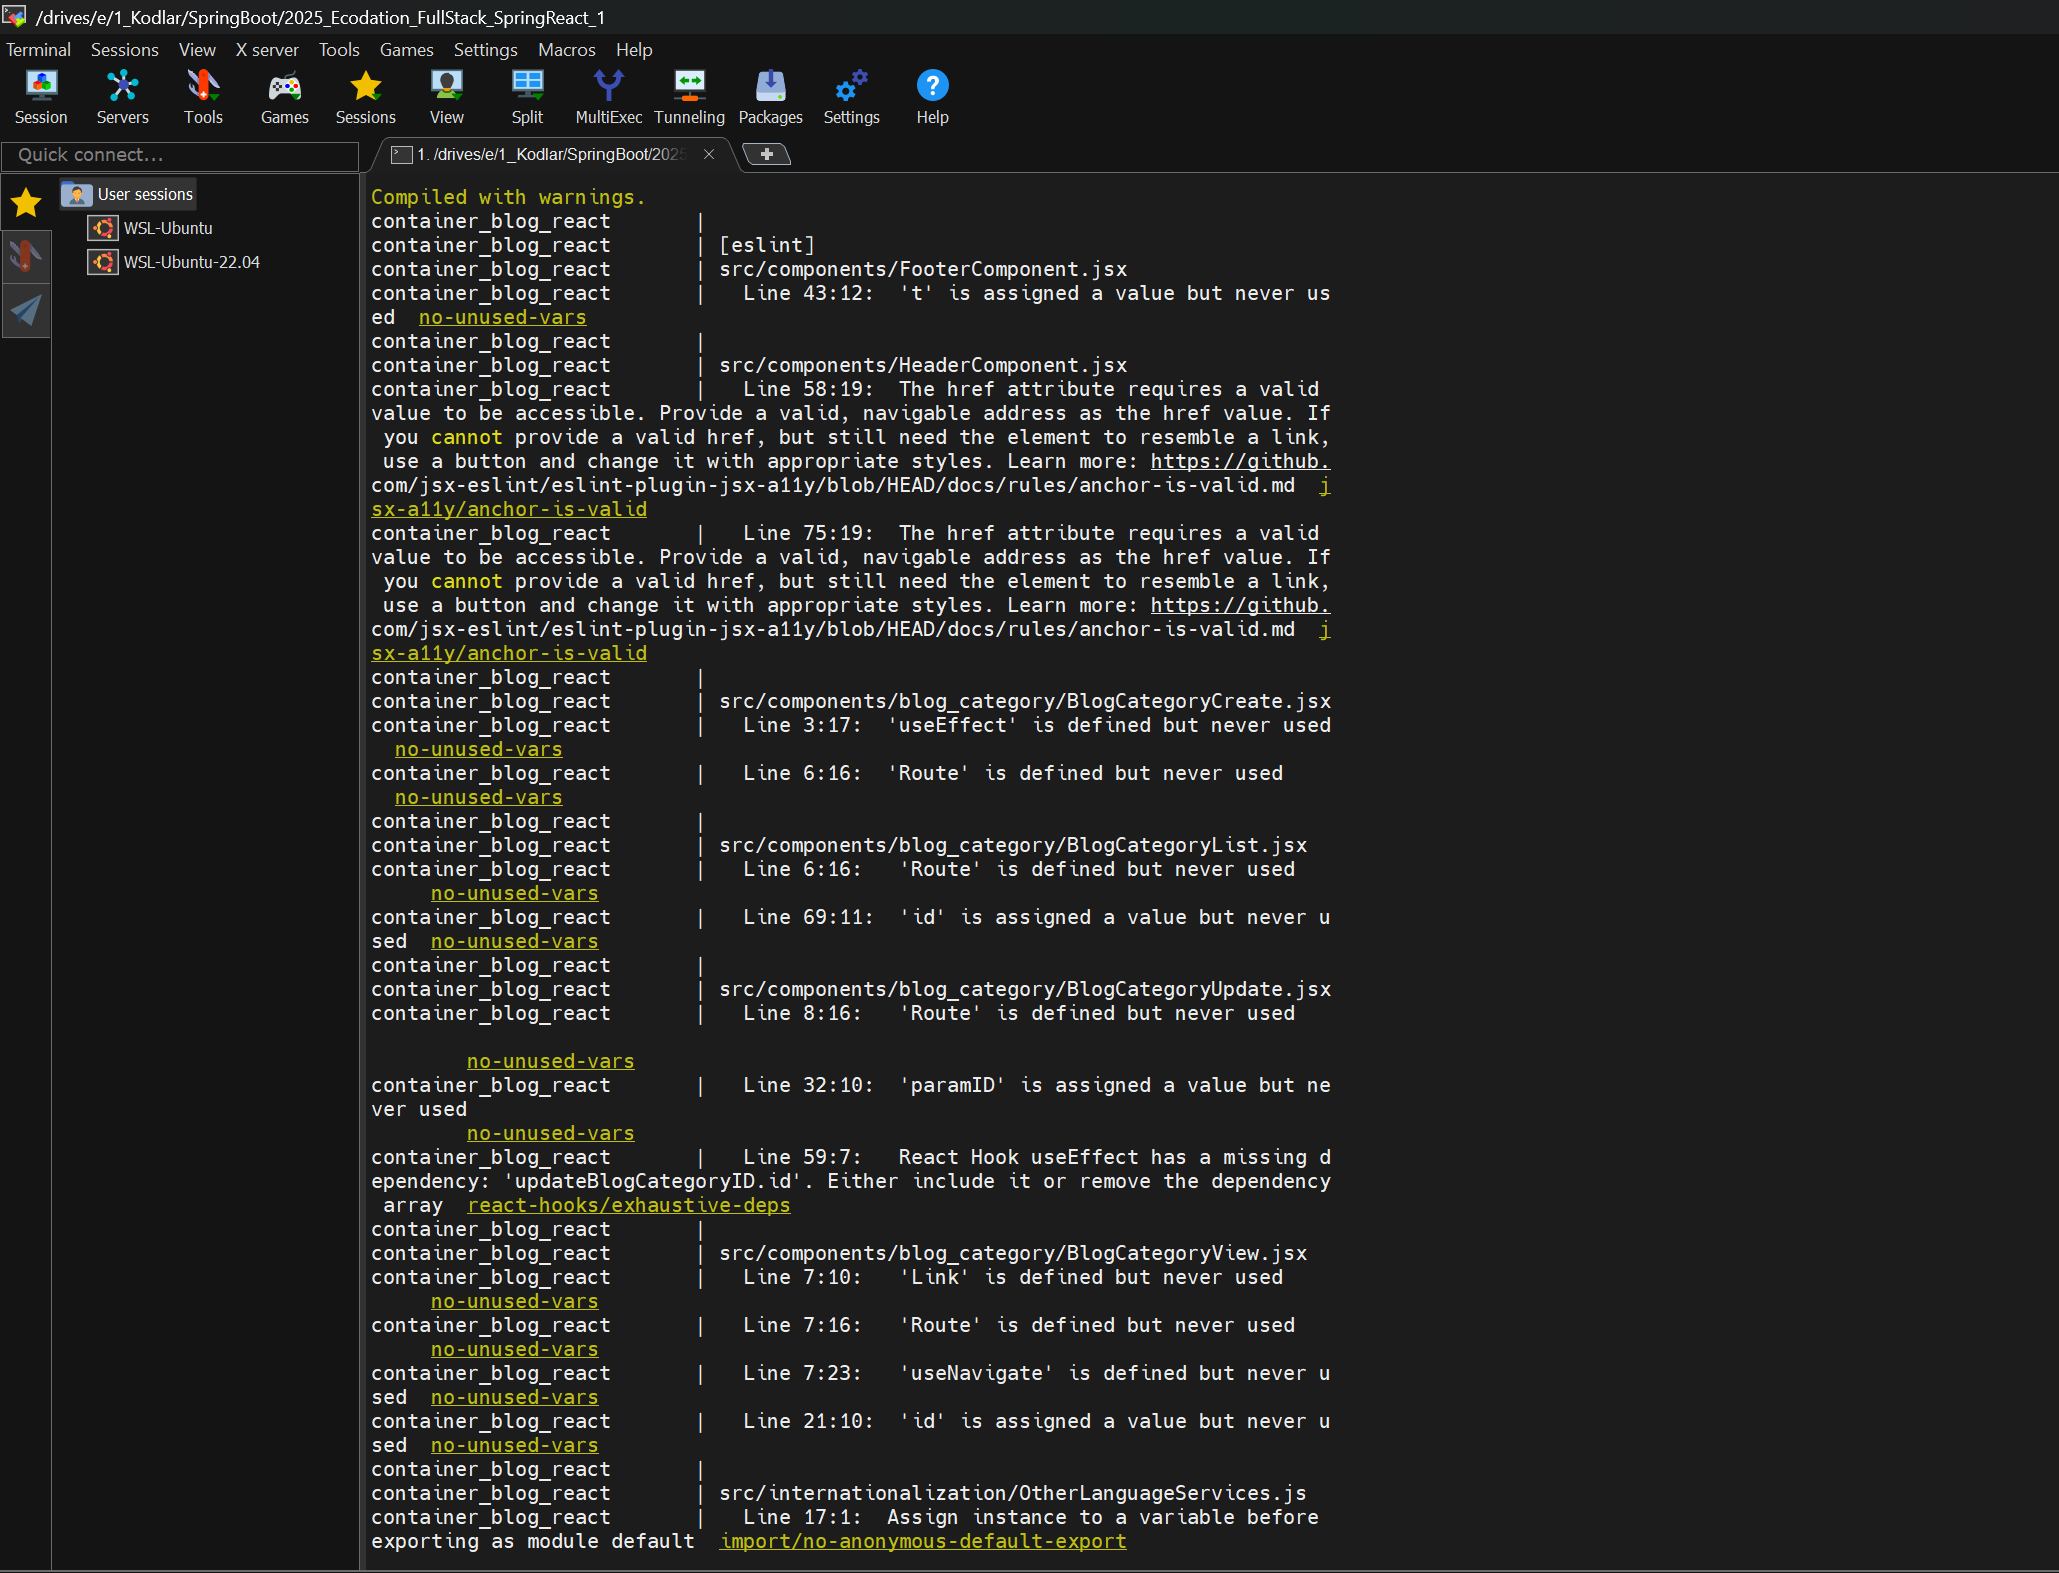 /drives/e/1_Kodlar/SpringBoot/2025_Ecodation_FullStack_SpringReact_1
Terminal Sessions View X server Tools Games Settings Macros Help
Session Servers Tools Games Sessions View Split MultiExec Tunneling Packages Settings Help
Quick connect...
1. /drives/e/1_Kodlar/SpringBoot/2025
User sessions
WSL-Ubuntu
WSL-Ubuntu-22.04
Compiled with warnings.
container_blog_react       |
container_blog_react       | [eslint]
container_blog_react       | src/components/FooterComponent.jsx
container_blog_react       |   Line 43:12:  't' is assigned a value but never us
ed  no-unused-vars
container_blog_react       |
container_blog_react       | src/components/HeaderComponent.jsx
container_blog_react       |   Line 58:19:  The href attribute requires a valid
value to be accessible. Provide a valid, navigable address as the href value. If
 you cannot provide a valid href, but still need the element to resemble a link,
 use a button and change it with appropriate styles. Learn more: https://github.
com/jsx-eslint/eslint-plugin-jsx-a11y/blob/HEAD/docs/rules/anchor-is-valid.md  j
sx-a11y/anchor-is-valid
container_blog_react       |   Line 75:19:  The href attribute requires a valid
value to be accessible. Provide a valid, navigable address as the href value. If
 you cannot provide a valid href, but still need the element to resemble a link,
 use a button and change it with appropriate styles. Learn more: https://github.
com/jsx-eslint/eslint-plugin-jsx-a11y/blob/HEAD/docs/rules/anchor-is-valid.md  j
sx-a11y/anchor-is-valid
container_blog_react       |
container_blog_react       | src/components/blog_category/BlogCategoryCreate.jsx
container_blog_react       |   Line 3:17:  'useEffect' is defined but never used
  no-unused-vars
container_blog_react       |   Line 6:16:  'Route' is defined but never used
  no-unused-vars
container_blog_react       |
container_blog_react       | src/components/blog_category/BlogCategoryList.jsx
container_blog_react       |   Line 6:16:   'Route' is defined but never used
     no-unused-vars
container_blog_react       |   Line 69:11:  'id' is assigned a value but never u
sed  no-unused-vars
container_blog_react       |
container_blog_react       | src/components/blog_category/BlogCategoryUpdate.jsx
container_blog_react       |   Line 8:16:   'Route' is defined but never used
        no-unused-vars
container_blog_react       |   Line 32:10:  'paramID' is assigned a value but ne
ver used
        no-unused-vars
container_blog_react       |   Line 59:7:   React Hook useEffect has a missing d
ependency: 'updateBlogCategoryID.id'. Either include it or remove the dependency
 array  react-hooks/exhaustive-deps
container_blog_react       |
container_blog_react       | src/components/blog_category/BlogCategoryView.jsx
container_blog_react       |   Line 7:10:   'Link' is defined but never used
     no-unused-vars
container_blog_react       |   Line 7:16:   'Route' is defined but never used
     no-unused-vars
container_blog_react       |   Line 7:23:   'useNavigate' is defined but never u
sed  no-unused-vars
container_blog_react       |   Line 21:10:  'id' is assigned a value but never u
sed  no-unused-vars
container_blog_react       |
container_blog_react       | src/internationalization/OtherLanguageServices.js
container_blog_react       |   Line 17:1:  Assign instance to a variable before
exporting as module default  import/no-anonymous-default-export